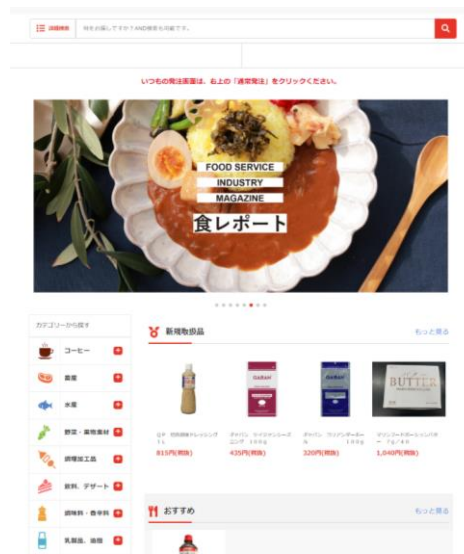 詳細検索 何をお探しですか？AND検索も可能です。
いつもの発注画面は、右上の「通常発注」をクリックください。
FOOD SERVICE
INDUSTRY
MAGAZINE
食レポート
カテゴリーから探す
コーヒー
畜産
水産
野菜・農物素材
調理加工品
飲料、デザート
調味料・香辛料
乳製品、油脂
新規取扱品
もっと見る
GABAN
GABAN
BUTTER
815円(税抜)
435円(税抜)
320円(税抜)
1,040円(税抜)
おすすめ
もっと見る